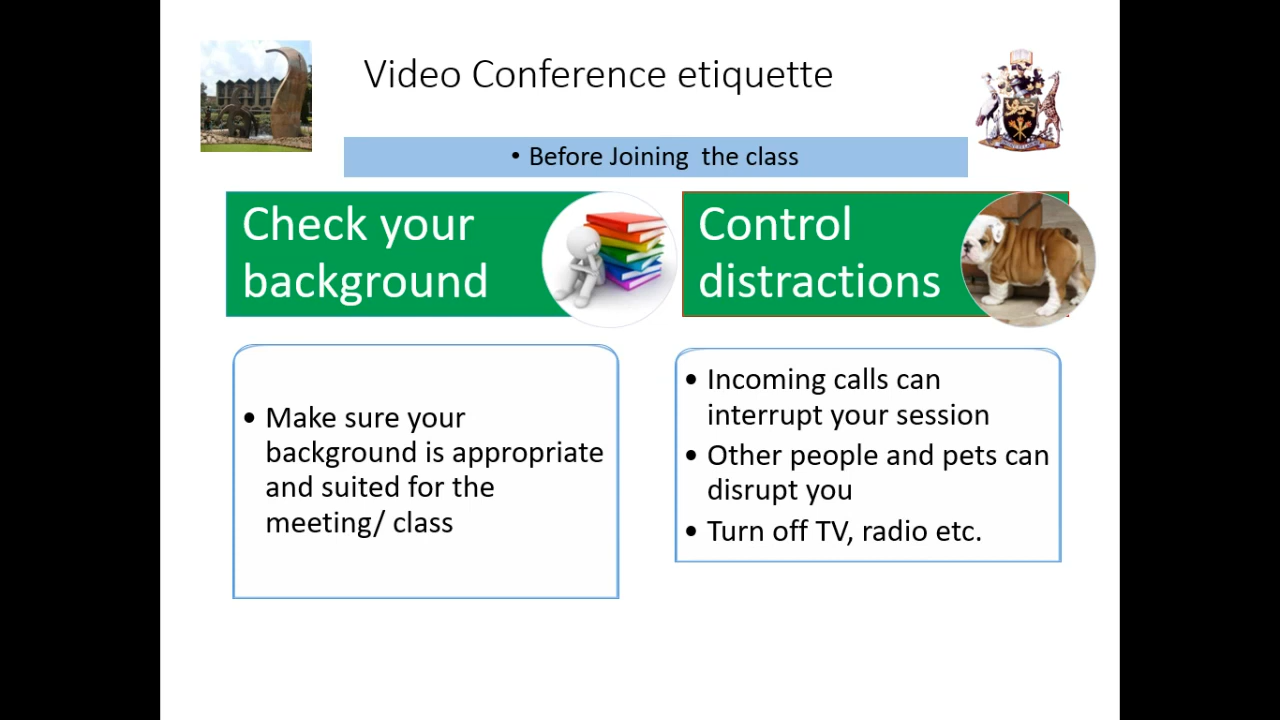 Video Conference etiquette
• Before Joining  the class
Check your
background
Control
distractions
• Make sure your
background is appropriate
and suited for the
meeting/ class
• Incoming calls can
interrupt your session
• Other people and pets can
disrupt you
• Turn off TV, radio etc.